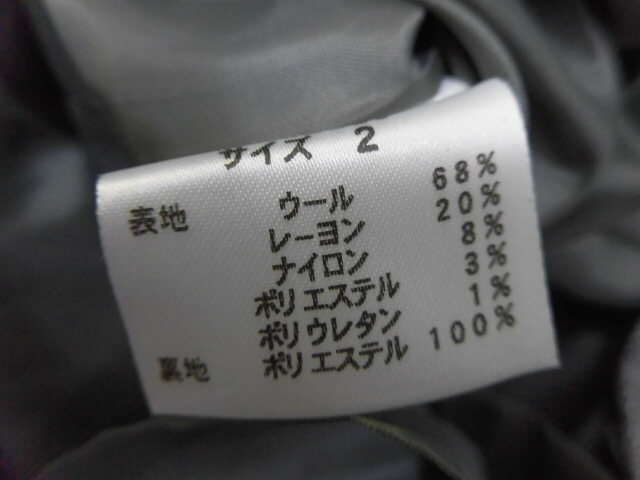 サイズ 2
表地 ウール 68%
レーヨン 20%
ナイロン 8%
ポリエステル 3%
ポリウレタン 1%
裏地 ポリエステル 100%